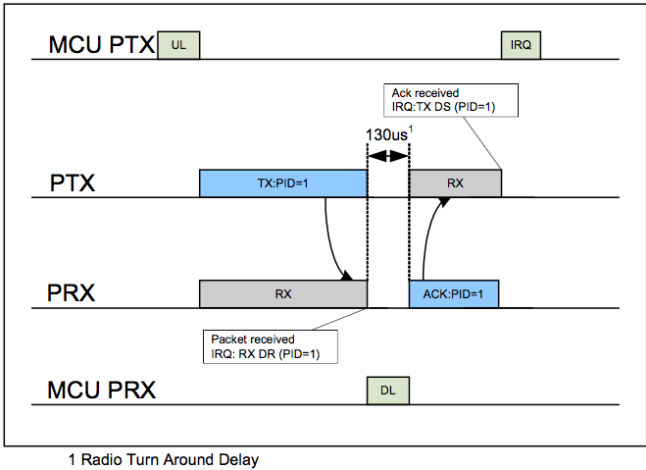 MCU PTX
UL
IRQ
Ack received
IRQ:TX DS (PID=1)
130us¹
PTX
TX:PID=1
RX
PRX
RX
ACK:PID=1
Packet received
IRQ: RX DR (PID=1)
MCU PRX
DL
1 Radio Turn Around Delay